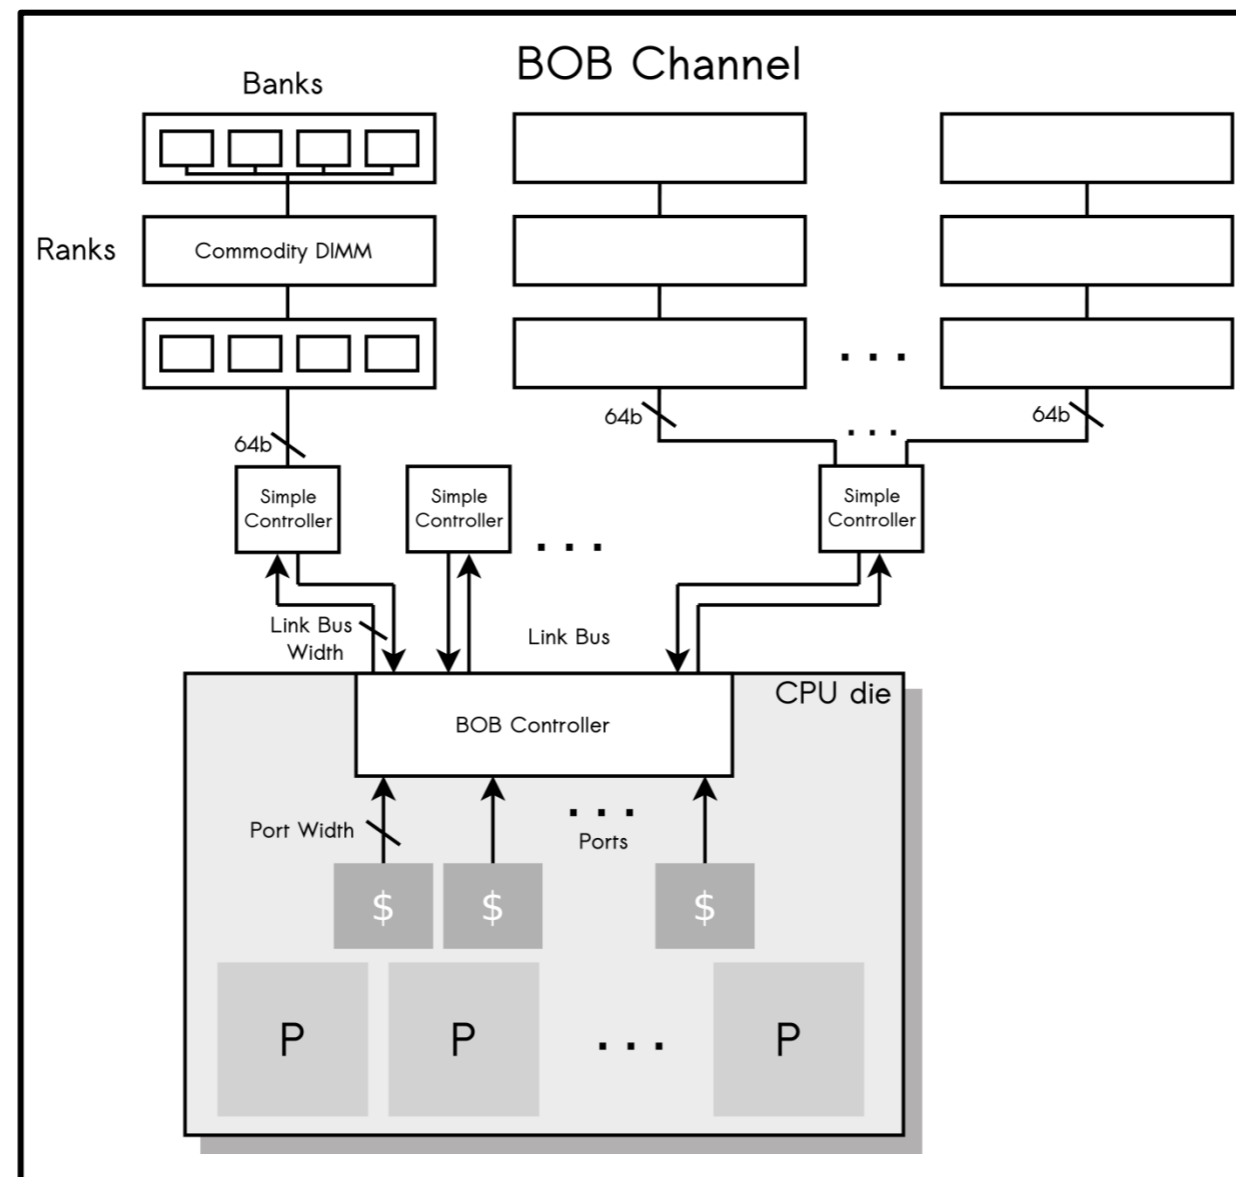 BOB Channel
Banks
Ranks
Commodity DIMM
. . .
64b
64b
. . .
64b
Simple
Controller
Simple
Controller
. . .
Simple
Controller
Link Bus
Width
Link Bus
CPU die
BOB Controller
. . .
Port Width
Ports
$
$
$
P
P
. . .
P